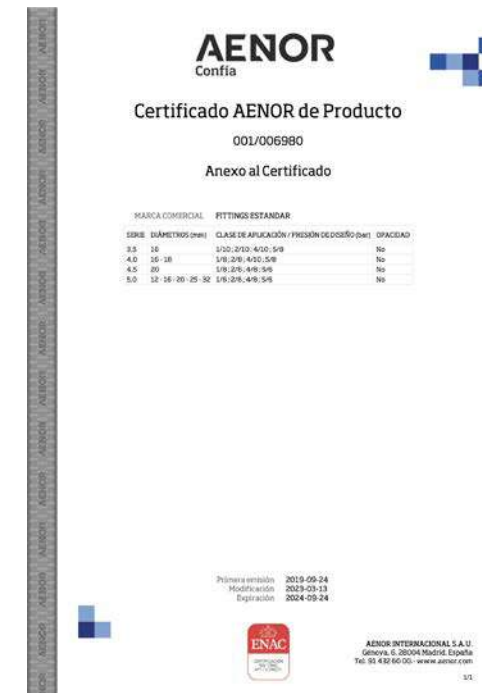 AENOR
Confía
Certificado AENOR de Producto
001/006980
Anexo al Certificado
MARCA COMERCIAL FITTINGS ESTANDAR
SERIE DIÁMETROS (mm) CLASE DE APLICACIÓN / PRESIÓN DE DISEÑO (bar) OPACIDAD
3.5 16 1/10; 2/10; 4/10; 5/8 No
4.0 16 - 18 1/8; 2/8; 4/10; 5/8 No
4.5 20 1/8; 2/6; 4/8; 5/6 No
5.0 12 - 16 - 20 - 25 - 32 1/6; 2/6; 4/8; 5/6 No
Primera emisión 2019-09-24
Modificación 2023-03-13
Expiración 2024-09-24
ENAC
AENOR INTERNACIONAL S.A.U.
Génova, 6. 28004 Madrid. España
Tel. 91 432 60 00.- www.aenor.com
1/1